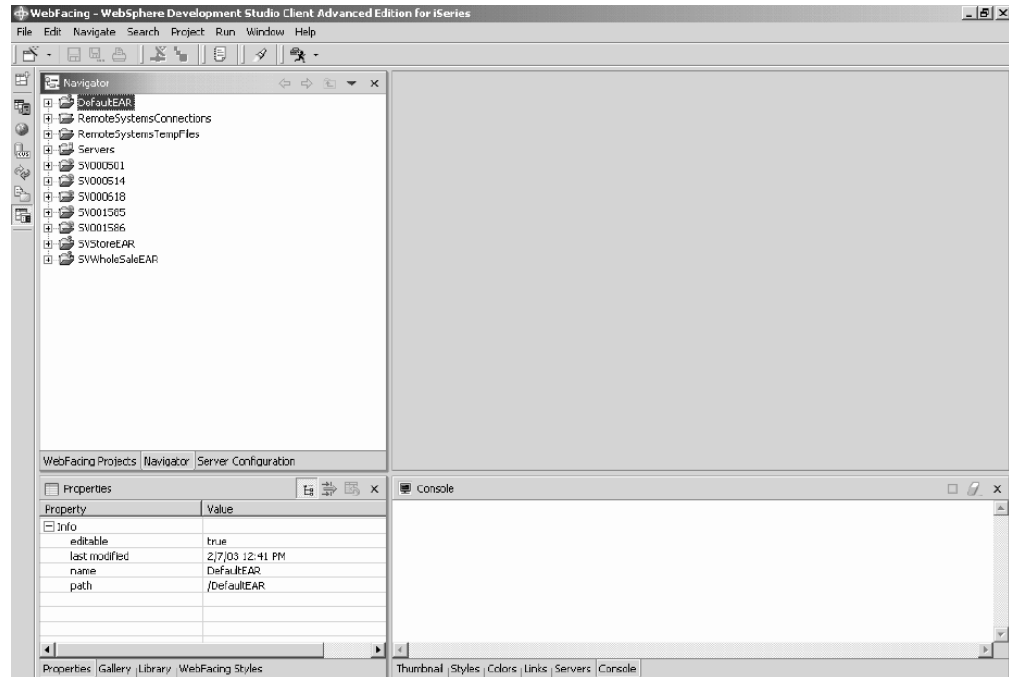 WebFacing - WebSphere Development Studio Client Advanced Edition for iSeries
File Edit Navigate Search Project Run Window Help
Navigator
DefaultEAR
RemoteSystemsConnections
RemoteSystemsTempFiles
Servers
SV000501
SV000514
SV000618
SV001585
SV001586
SVStoreEAR
SVWholeSaleEAR
WebFacing Projects Navigator Server Configuration
Properties
Property Value
Info
editable true
last modified 2/7/03 12:41 PM
name DefaultEAR
path /DefaultEAR
Properties Gallery Library WebFacing Styles
Console
Thumbnail Styles Colors Links Servers Console